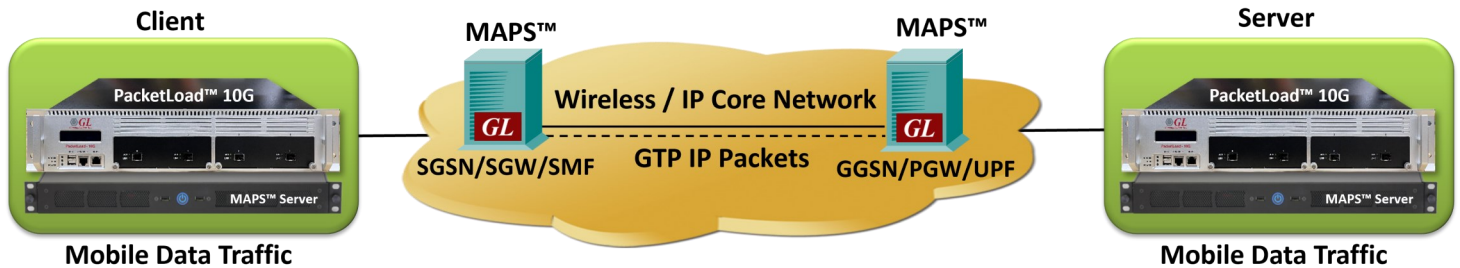 Client
PacketLoad™ 10G
GL
MAPS™ Server
Mobile Data Traffic
MAPS™
GL
SGSN/SGW/SMF
Wireless / IP Core Network
GTP IP Packets
MAPS™
GL
GGSN/PGW/UPF
Server
PacketLoad™ 10G
GL
MAPS™ Server
Mobile Data Traffic